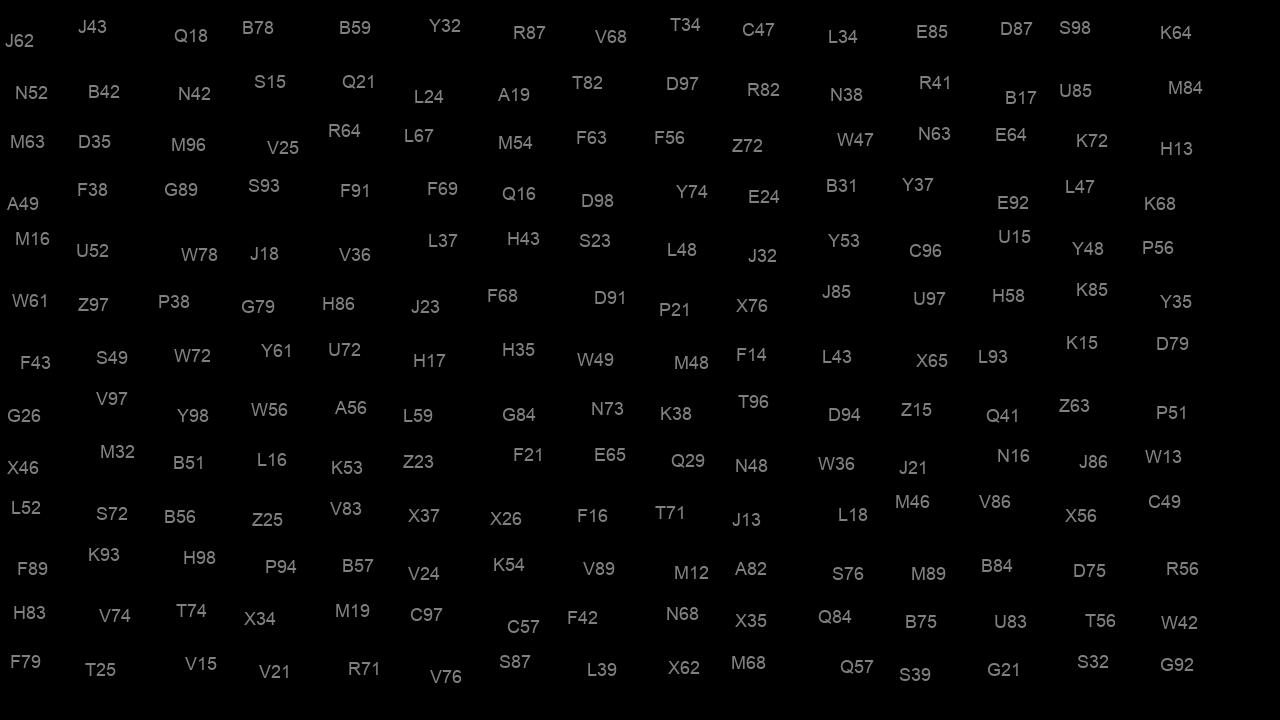 J62 J43 Q18 B78 B59 Y32 R87 V68 T34 C47 L34 E85 D87 S98 K64
N52 B42 N42 S15 Q21 L24 A19 T82 D97 R82 N38 R41 B17 U85 M84
M63 D35 M96 V25 R64 L67 M54 F63 F56 Z72 W47 N63 E64 K72 H13
A49 F38 G89 S93 F91 F69 Q16 D98 Y74 E24 B31 Y37 E92 L47 K68
M16 U52 W78 J18 V36 L37 H43 S23 L48 J32 Y53 C96 U15 Y48 P56
W61 Z97 P38 G79 H86 J23 F68 D91 P21 X76 J85 U97 H58 K85 Y35
F43 S49 W72 Y61 U72 H17 H35 W49 M48 F14 L43 X65 L93 K15 D79
G26 V97 Y98 W56 A56 L59 G84 N73 K38 T96 D94 Z15 Q41 Z63 P51
X46 M32 B51 L16 K53 Z23 F21 E65 Q29 N48 W36 J21 N16 J86 W13
L52 S72 B56 Z25 V83 X37 X26 F16 T71 J13 L18 M46 V86 X56 C49
F89 K93 H98 P94 B57 V24 K54 V89 M12 A82 S76 M89 B84 D75 R56
H83 V74 T74 X34 M19 C97 C57 F42 N68 X35 Q84 B75 U83 T56 W42
F79 T25 V15 V21 R71 V76 S87 L39 X62 M68 Q57 S39 G21 S32 G92